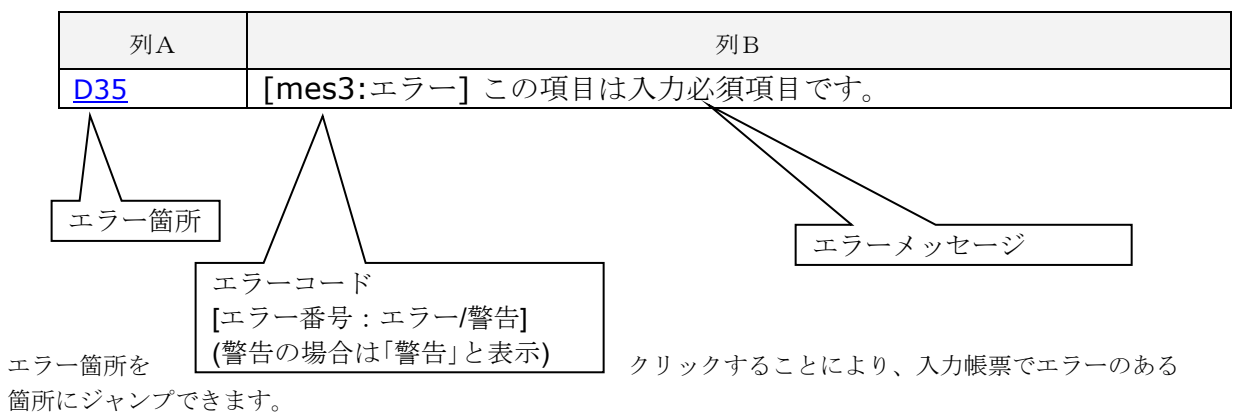 列A 列B
D35 [mes3:エラー] この項目は入力必須項目です。
エラー箇所
エラーメッセージ
エラーコード
[エラー番号：エラー/警告]
(警告の場合は｢警告｣と表示)
エラー箇所を クリックすることにより、入力帳票でエラーのある
箇所にジャンプできます。